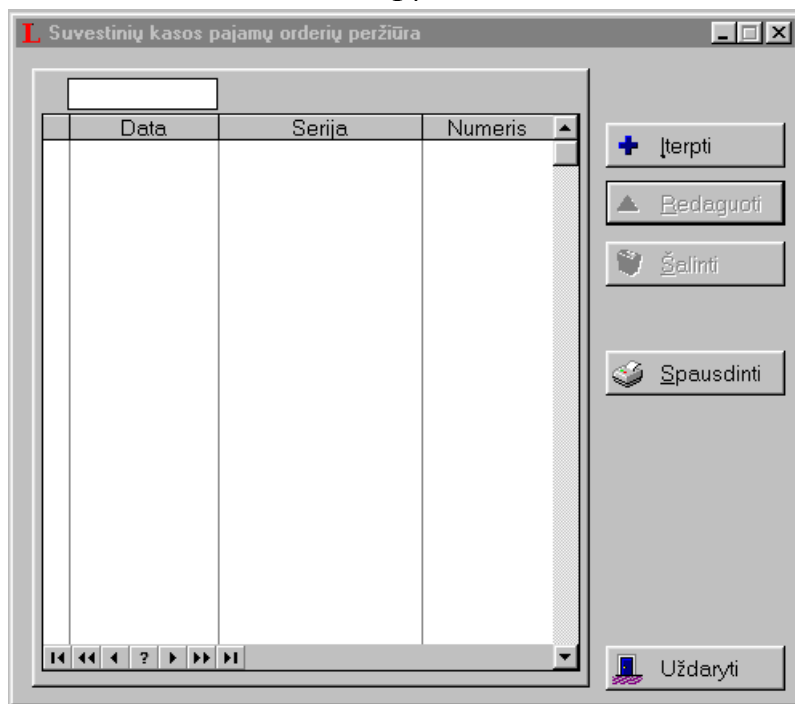 L Suvestinių kasos pajamų orderių peržiūra
Data Serija Numeris
Įterpti
Redaguoti
Šalinti
Spausdinti
?
Uždaryti